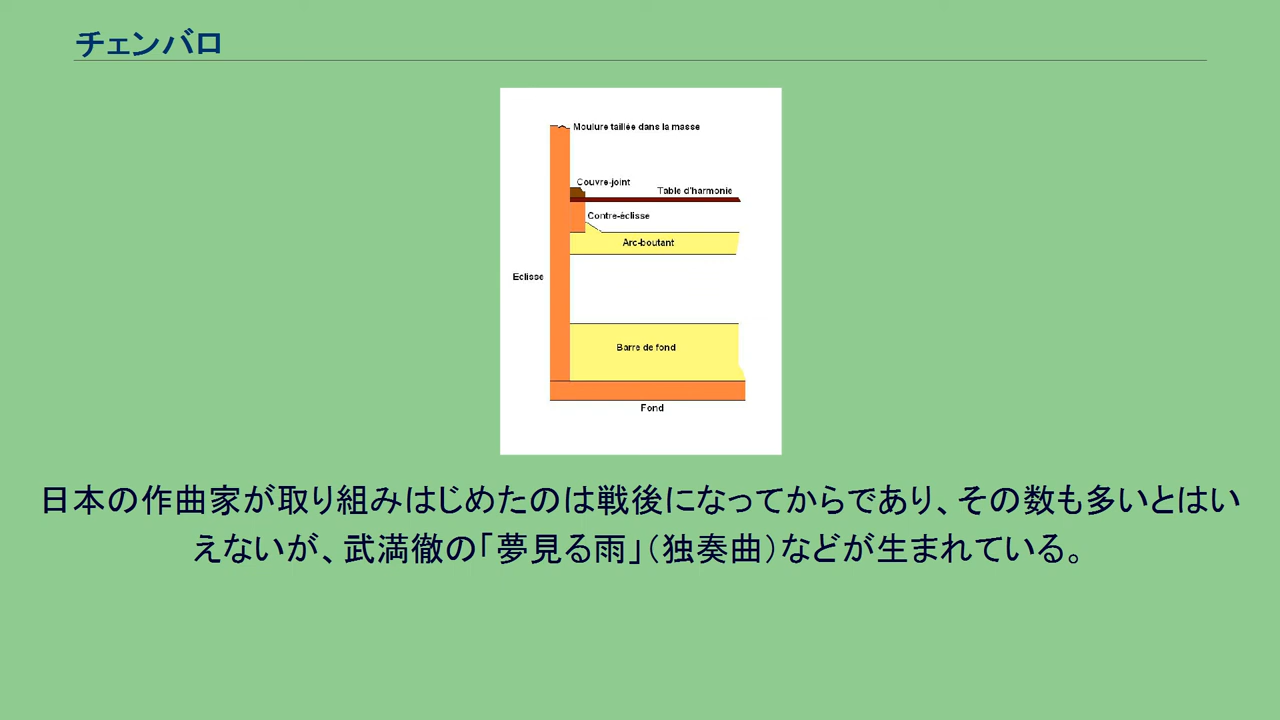 チェンバロ
Moulure taillée dans la masse
Couvre-joint
Table d'harmonie
Contre-éclisse
Arc-boutant
Eclisse
Barre de fond
Fond
日本の作曲家が取り組みはじめたのは戦後になってからであり、その数も多いとはい
えないが、武満徹の「夢見る雨」（独奏曲）などが生まれている。